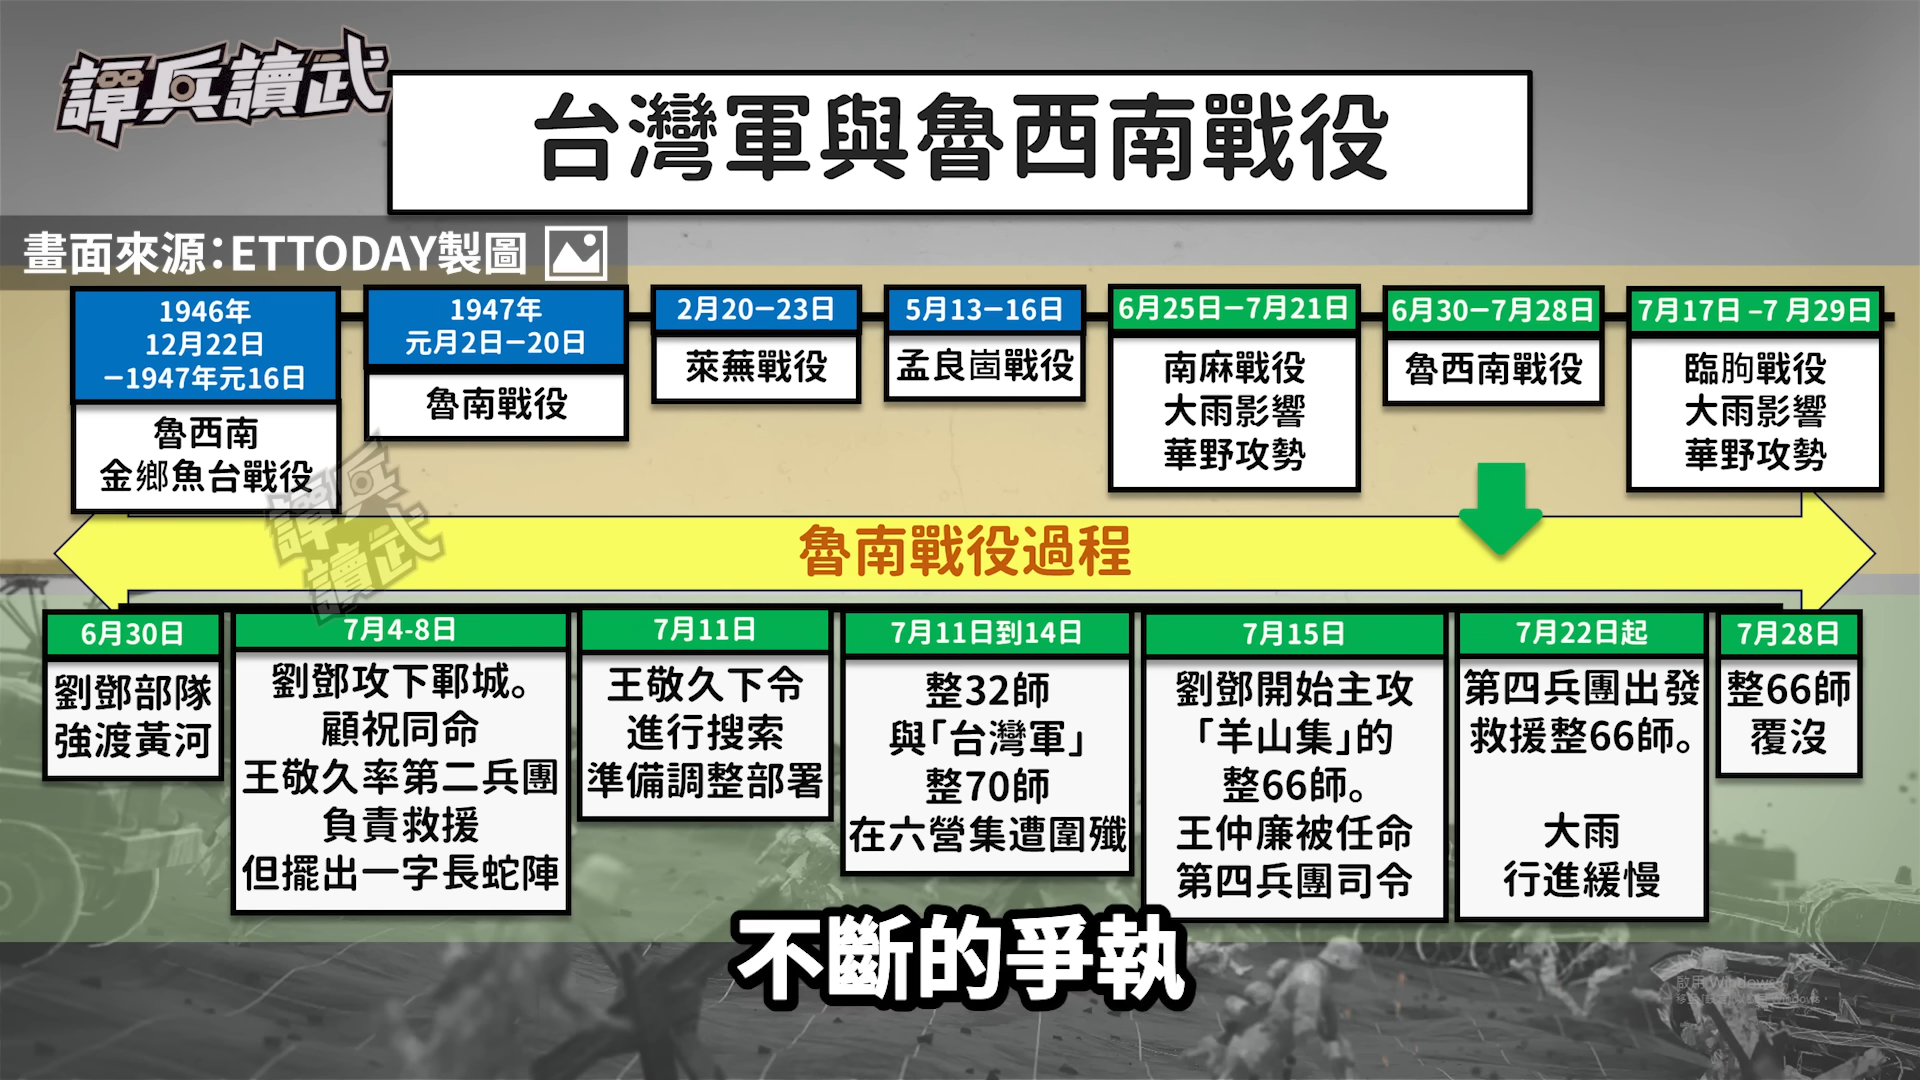 譚兵讀武
台灣軍與魯西南戰役
畫面來源：ETTODAY製圖
1946年
12月22日
–1947年元16日
魯西南
金鄉魚台戰役
1947年
元月2日–20日
魯南戰役
2月20–23日
萊蕪戰役
5月13–16日
孟良崮戰役
6月25日–7月21日
南麻戰役
大雨影響
華野攻勢
6月30–7月28日
魯西南戰役
7月17日 –7 月29日
臨朐戰役
大雨影響
華野攻勢
譚兵
讀武
魯南戰役過程
6月30日
劉鄧部隊
強渡黃河
7月4-8日
劉鄧攻下鄆城。
顧祝同命
王敬久率第二兵團
負責救援
但擺出一字長蛇陣
7月11日
王敬久下令
進行搜索
準備調整部署
7月11日到14日
整32師
與「台灣軍」
整70師
在六營集遭圍殲
7月15日
劉鄧開始主攻
「羊山集」的
整66師。
王仲廉被任命
第四兵團司令
7月22日起
第四兵團出發
救援整66師。
大雨
行進緩慢
7月28日
整66師
覆沒
不斷的爭執
啟用 Windows